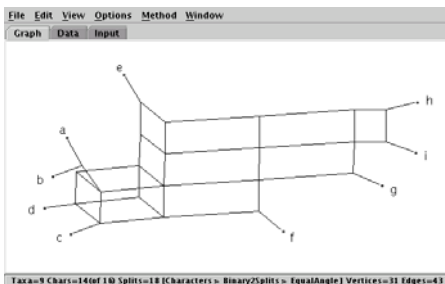 File Edit View Options Method Window
Graph Data Input
e
h
a
i
b
g
d
c
f
Taxa=9 Chars=14(of 16) Splits=18 [Characters > Binary2Splits > EqualAngle] Vertices=31 Edges=43